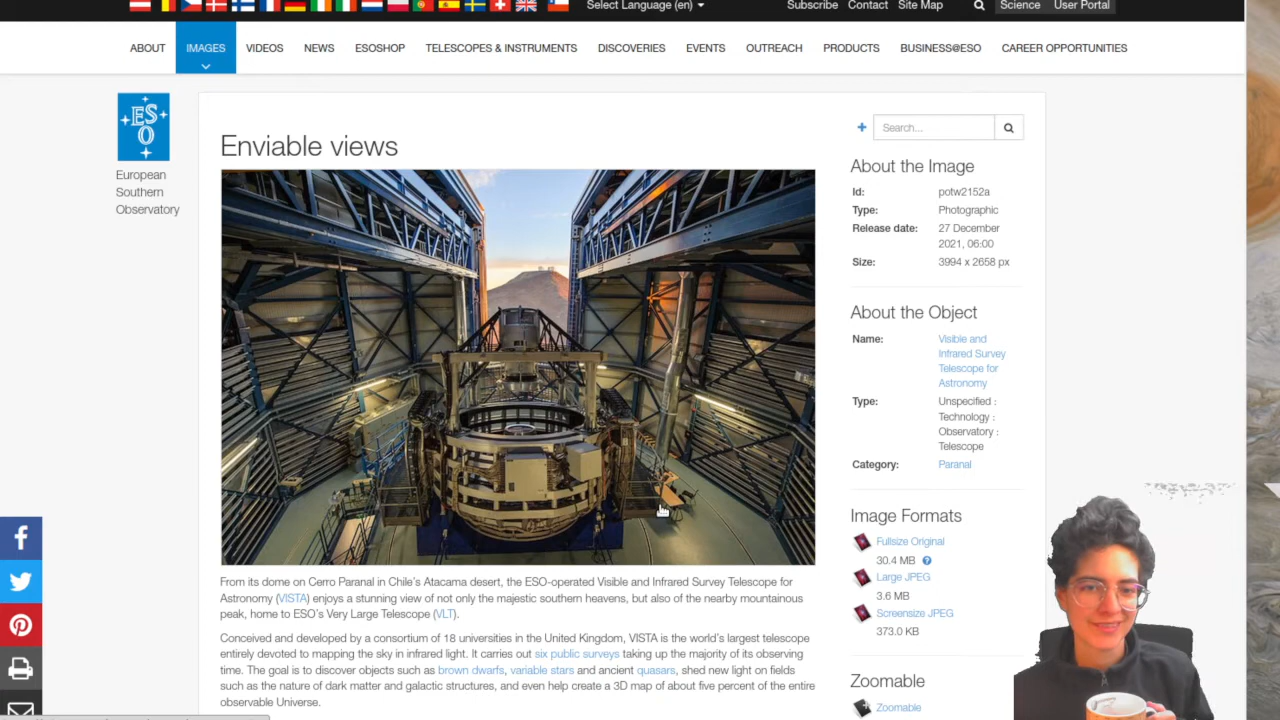 Select Language (en)
Subscribe Contact Site Map
Science User Portal
ABOUT IMAGES VIDEOS NEWS ESOSHOP TELESCOPES & INSTRUMENTS DISCOVERIES EVENTS OUTREACH PRODUCTS BUSINESS@ESO CAREER OPPORTUNITIES
ES
O
European
Southern
Observatory
Enviable views
From its dome on Cerro Paranal in Chile's Atacama desert, the ESO-operated Visible and Infrared Survey Telescope for
Astronomy (VISTA) enjoys a stunning view of not only the majestic southern heavens, but also of the nearby mountainous
peak, home to ESO's Very Large Telescope (VLT).
Conceived and developed by a consortium of 18 universities in the United Kingdom, VISTA is the world's largest telescope
entirely devoted to mapping the sky in infrared light. It carries out six public surveys taking up the majority of its observing
time. The goal is to discover objects such as brown dwarfs, variable stars and ancient quasars, shed new light on fields
such as the nature of dark matter and galactic structures, and even help create a 3D map of about five percent of the entire
observable Universe.
Search...
About the Image
Id: potw2152a
Type: Photographic
Release date: 27 December
2021, 06:00
Size: 3994 x 2658 px
About the Object
Name: Visible and
Infrared Survey
Telescope for
Astronomy
Type: Unspecified :
Technology :
Observatory :
Telescope
Category: Paranal
Image Formats
Fullsize Original
30.4 MB
Large JPEG
3.6 MB
Screensize JPEG
373.0 KB
Zoomable
Zoomable